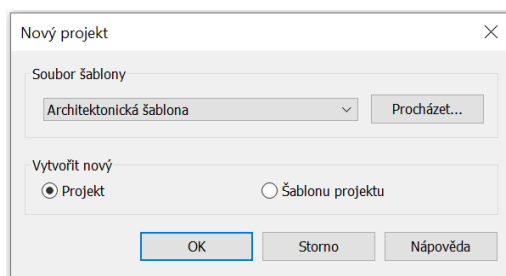 Nový projekt
Soubor šablony
Architektonická šablona
Procházet...
Vytvořit nový
Projekt
Šablonu projektu
OK
Storno
Nápověda